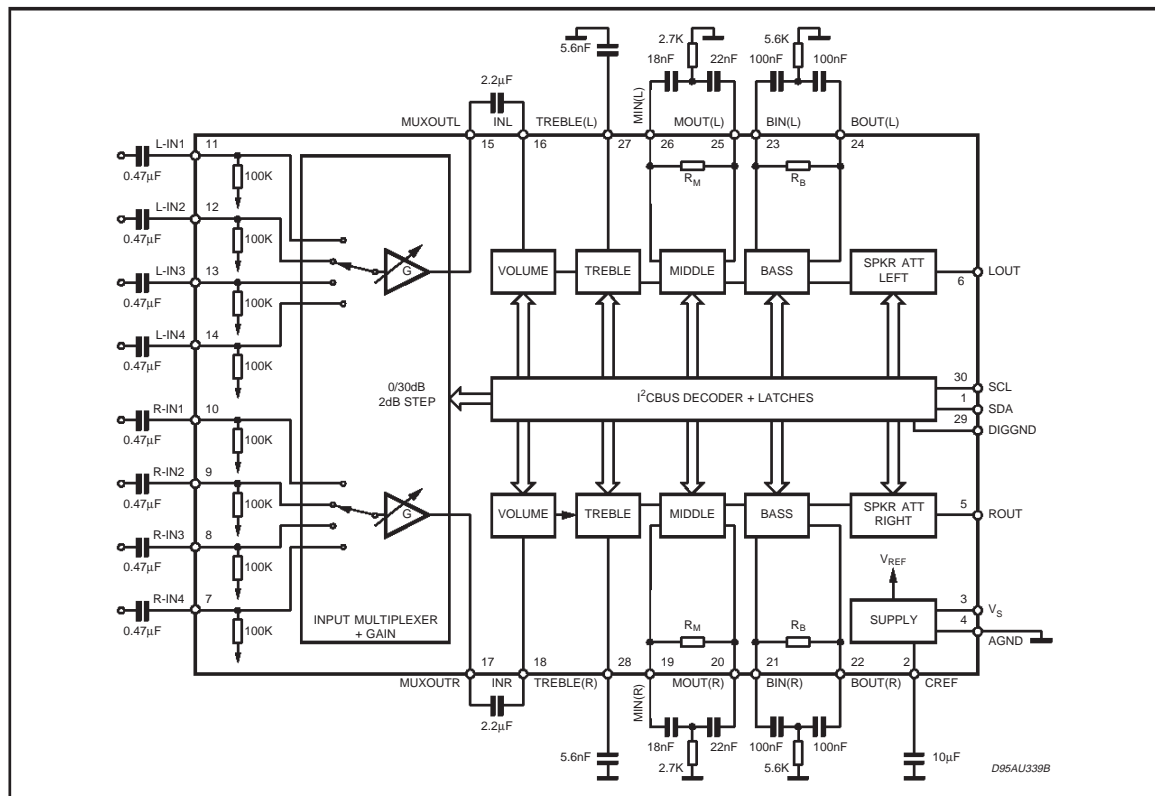 5.6nF
2.7K
5.6K
18nF
22nF
100nF
100nF
2.2μF
MUXOUTL
INL
TREBLE(L)
MIN(L)
MOUT(L)
BIN(L)
BOUT(L)
15
16
27
26
25
23
24
L-IN1
11
0.47μF
100K
R_M
R_B
L-IN2
12
0.47μF
100K
L-IN3
13
0.47μF
100K
G
VOLUME
TREBLE
MIDDLE
BASS
SPKR ATT
LEFT
6
LOUT
L-IN4
14
0.47μF
100K
0/30dB
2dB STEP
I²CBUS DECODER + LATCHES
30
SCL
1
SDA
29
DIGGND
R-IN1
10
0.47μF
100K
R-IN2
9
0.47μF
100K
G
VOLUME
TREBLE
MIDDLE
BASS
SPKR ATT
RIGHT
5
ROUT
R-IN3
8
0.47μF
100K
V_REF
R-IN4
7
0.47μF
100K
INPUT MULTIPLEXER
+ GAIN
R_M
R_B
SUPPLY
3
V_S
4
AGND
17
18
28
19
20
21
22
2
MUXOUTR
INR
TREBLE(R)
MIN(R)
MOUT(R)
BIN(R)
BOUT(R)
CREF
2.2μF
5.6nF
18nF
22nF
2.7K
100nF
100nF
5.6K
10μF
D95AU339B